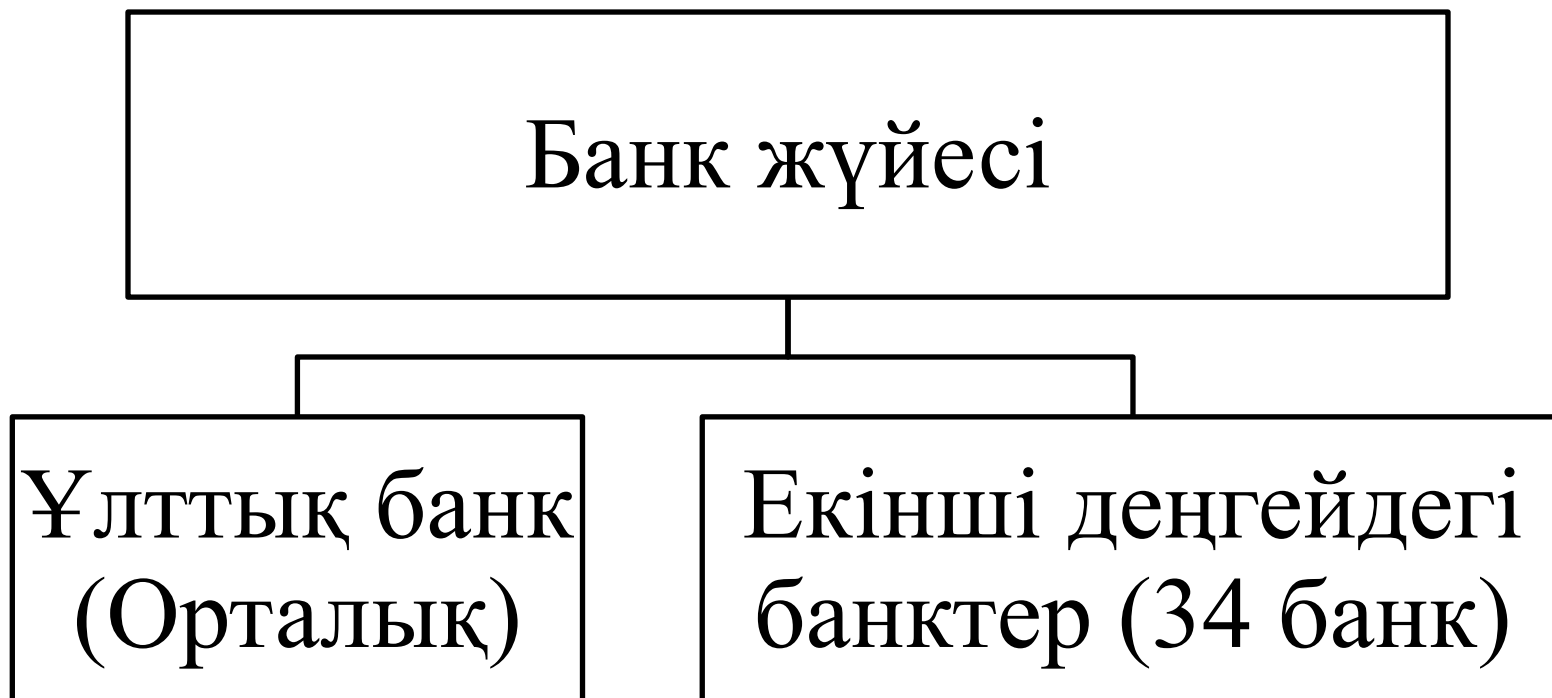 Банк жүйесі
Ұлттық банк
(Орталық)
Екінші деңгейдегі
банктер (34 банк)